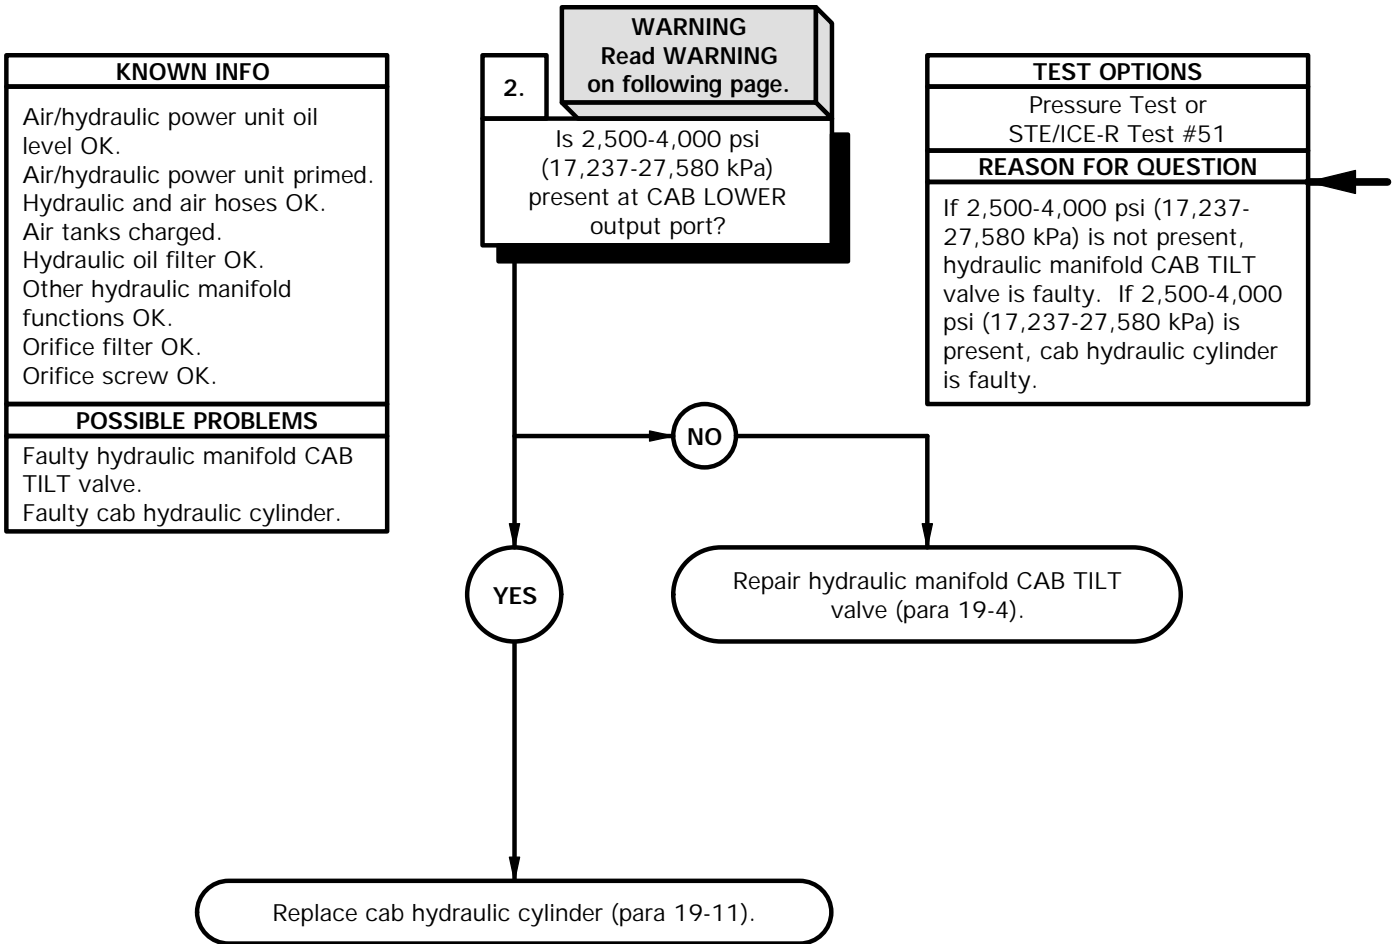 KNOWN INFO
Air/hydraulic power unit oil
level OK.
Air/hydraulic power unit primed.
Hydraulic and air hoses OK.
Air tanks charged.
Hydraulic oil filter OK.
Other hydraulic manifold
functions OK.
Orifice filter OK.
Orifice screw OK.
POSSIBLE PROBLEMS
Faulty hydraulic manifold CAB
TILT valve.
Faulty cab hydraulic cylinder.
WARNING
Read WARNING
on following page.
2.
Is 2,500-4,000 psi
(17,237-27,580 kPa)
present at CAB LOWER
output port?
TEST OPTIONS
Pressure Test or
STE/ICE-R Test #51
REASON FOR QUESTION
If 2,500-4,000 psi (17,237-
27,580 kPa) is not present,
hydraulic manifold CAB TILT
valve is faulty.  If 2,500-4,000
psi (17,237-27,580 kPa) is
present, cab hydraulic cylinder
is faulty.
NO
YES
Repair hydraulic manifold CAB TILT
valve (para 19-4).
Replace cab hydraulic cylinder (para 19-11).